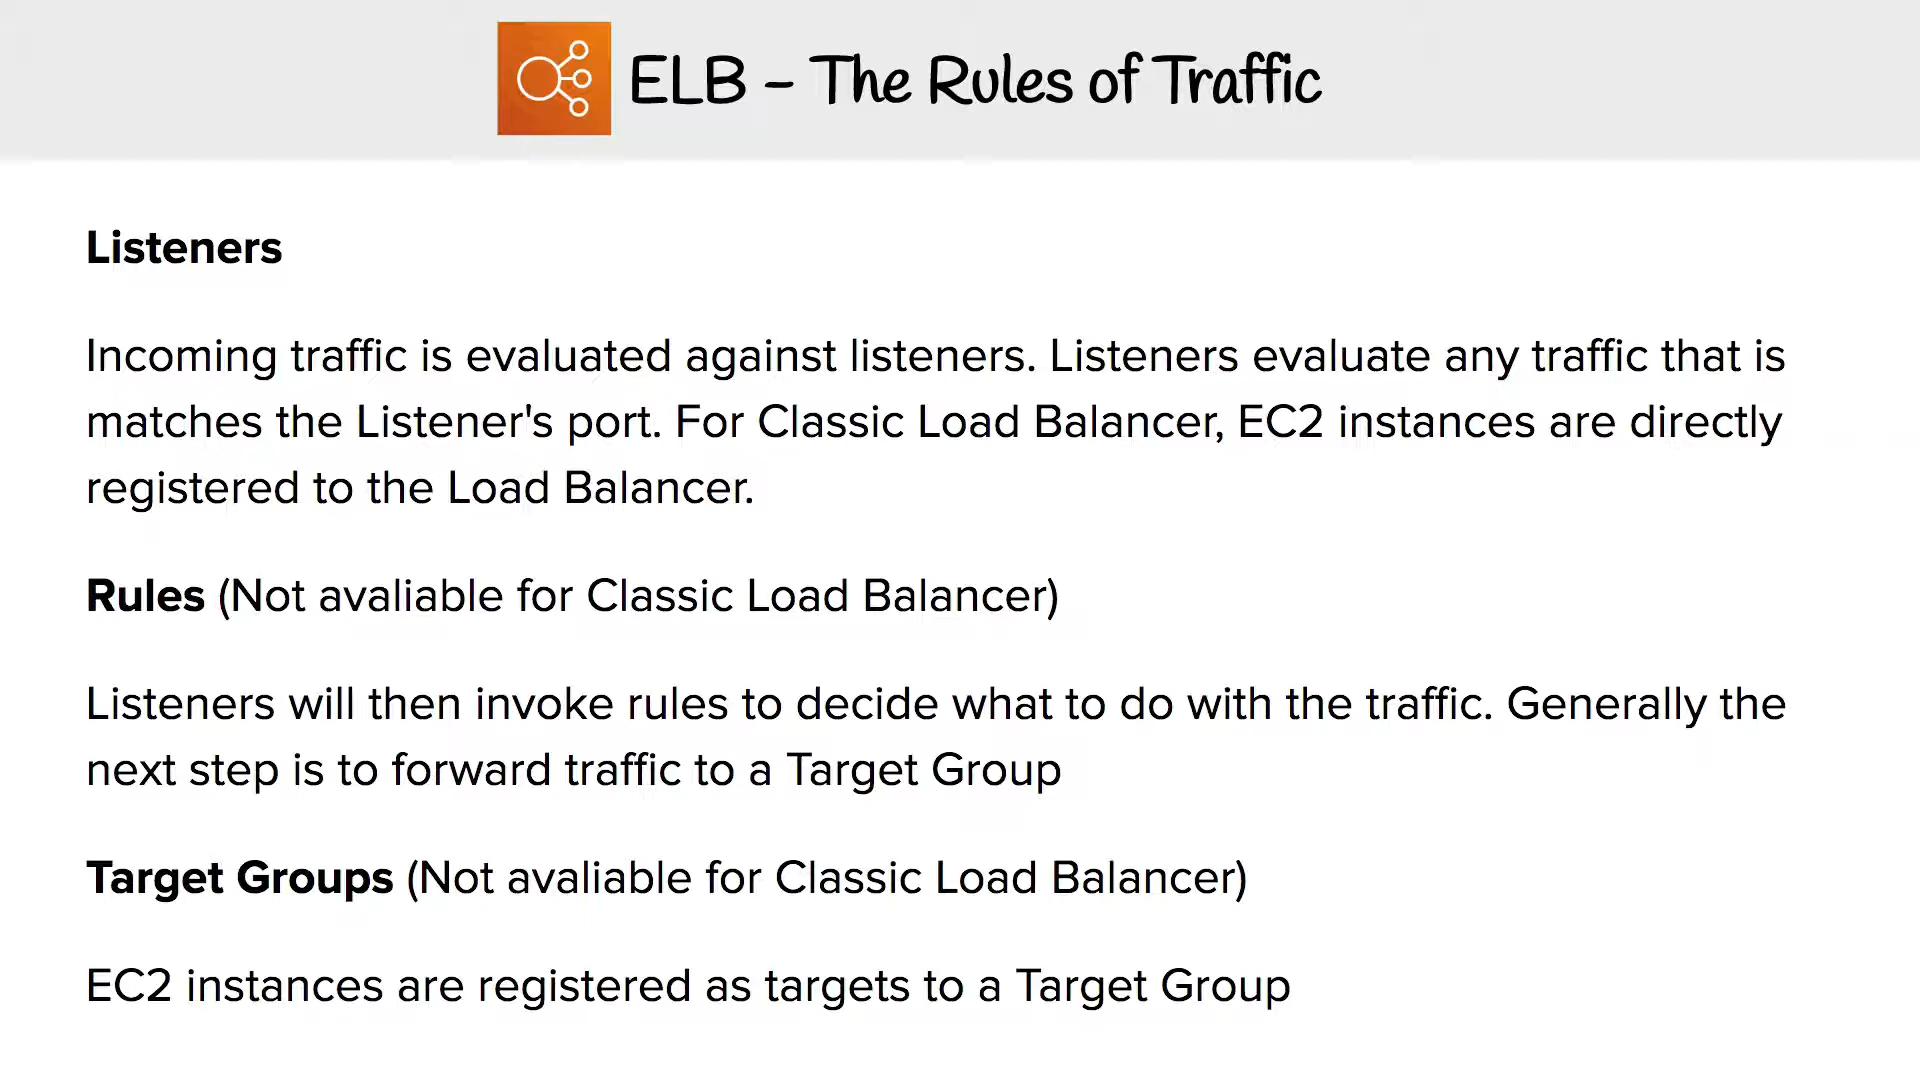 ELB – The Rules of Traffic
Listeners
Incoming traffic is evaluated against listeners. Listeners evaluate any traffic that is
matches the Listener's port. For Classic Load Balancer, EC2 instances are directly
registered to the Load Balancer.
Rules (Not avaliable for Classic Load Balancer)
Listeners will then invoke rules to decide what to do with the traffic. Generally the
next step is to forward traffic to a Target Group
Target Groups (Not avaliable for Classic Load Balancer)
EC2 instances are registered as targets to a Target Group